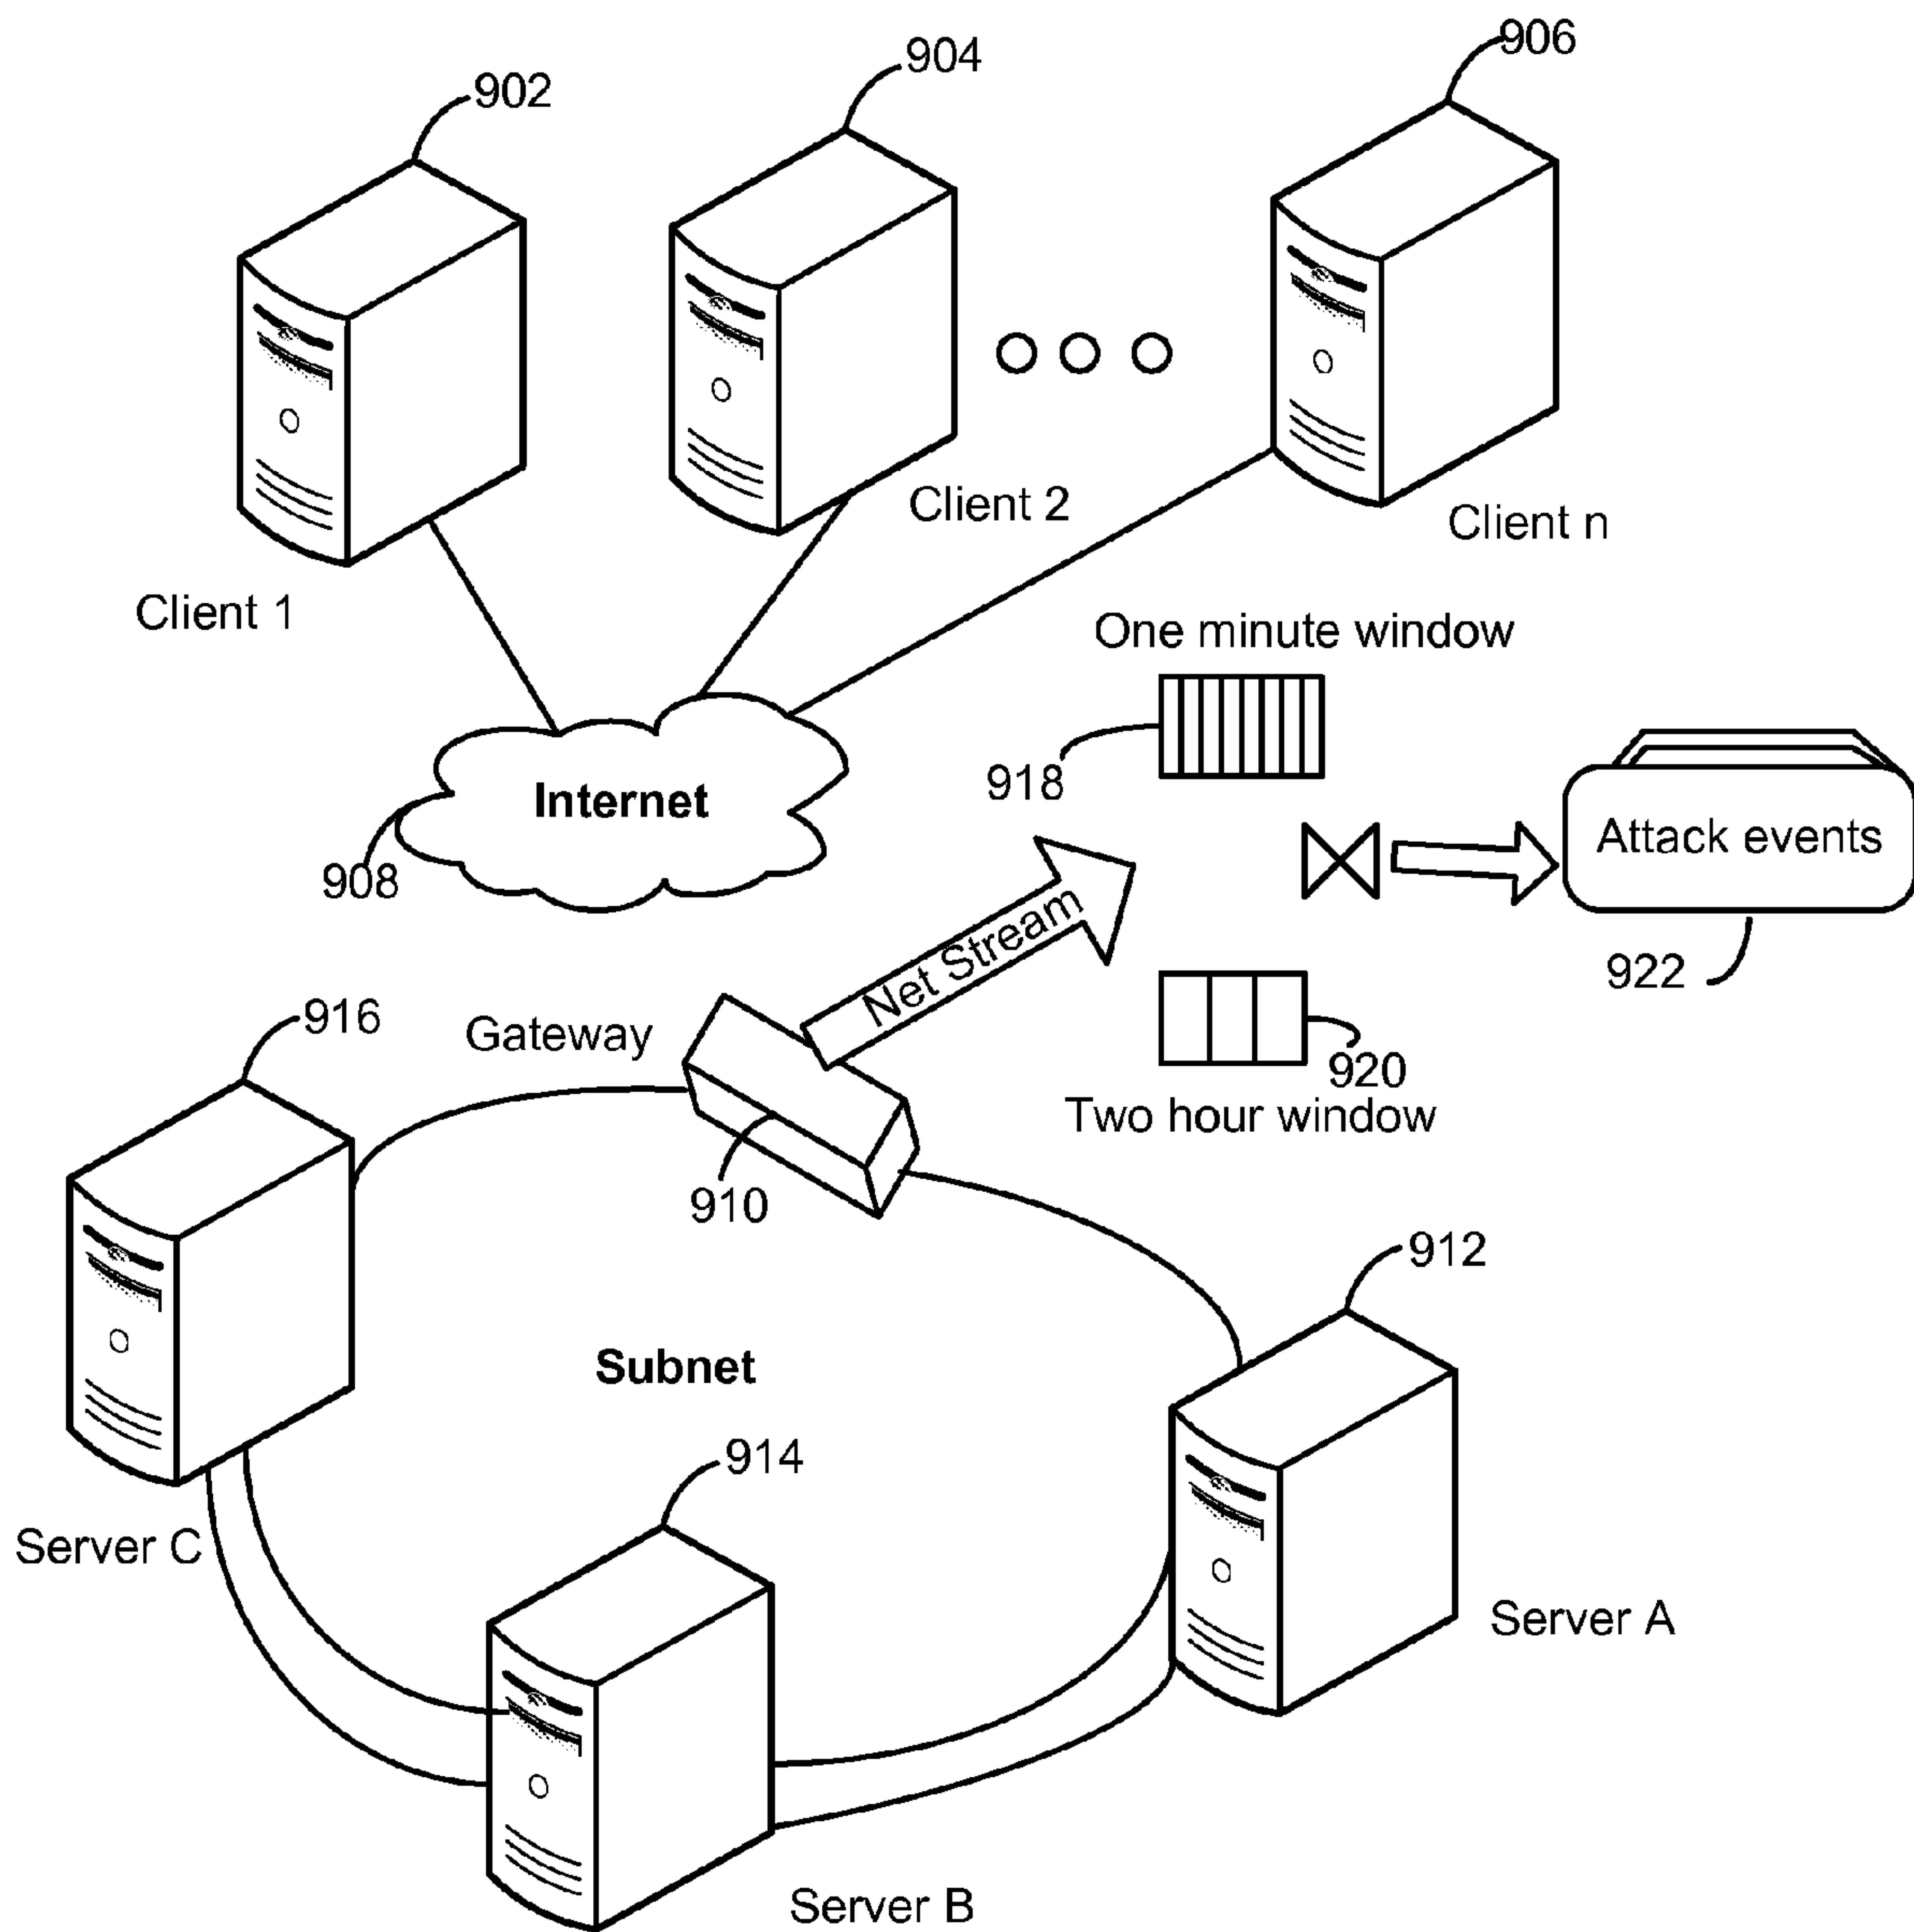 906
904
902
Client 2
Client n
Client 1
One minute window
918
Internet
Attack events
908
Net Stream
922
916
Gateway
920
Two hour window
910
912
Subnet
914
Server C
Server A
Server B